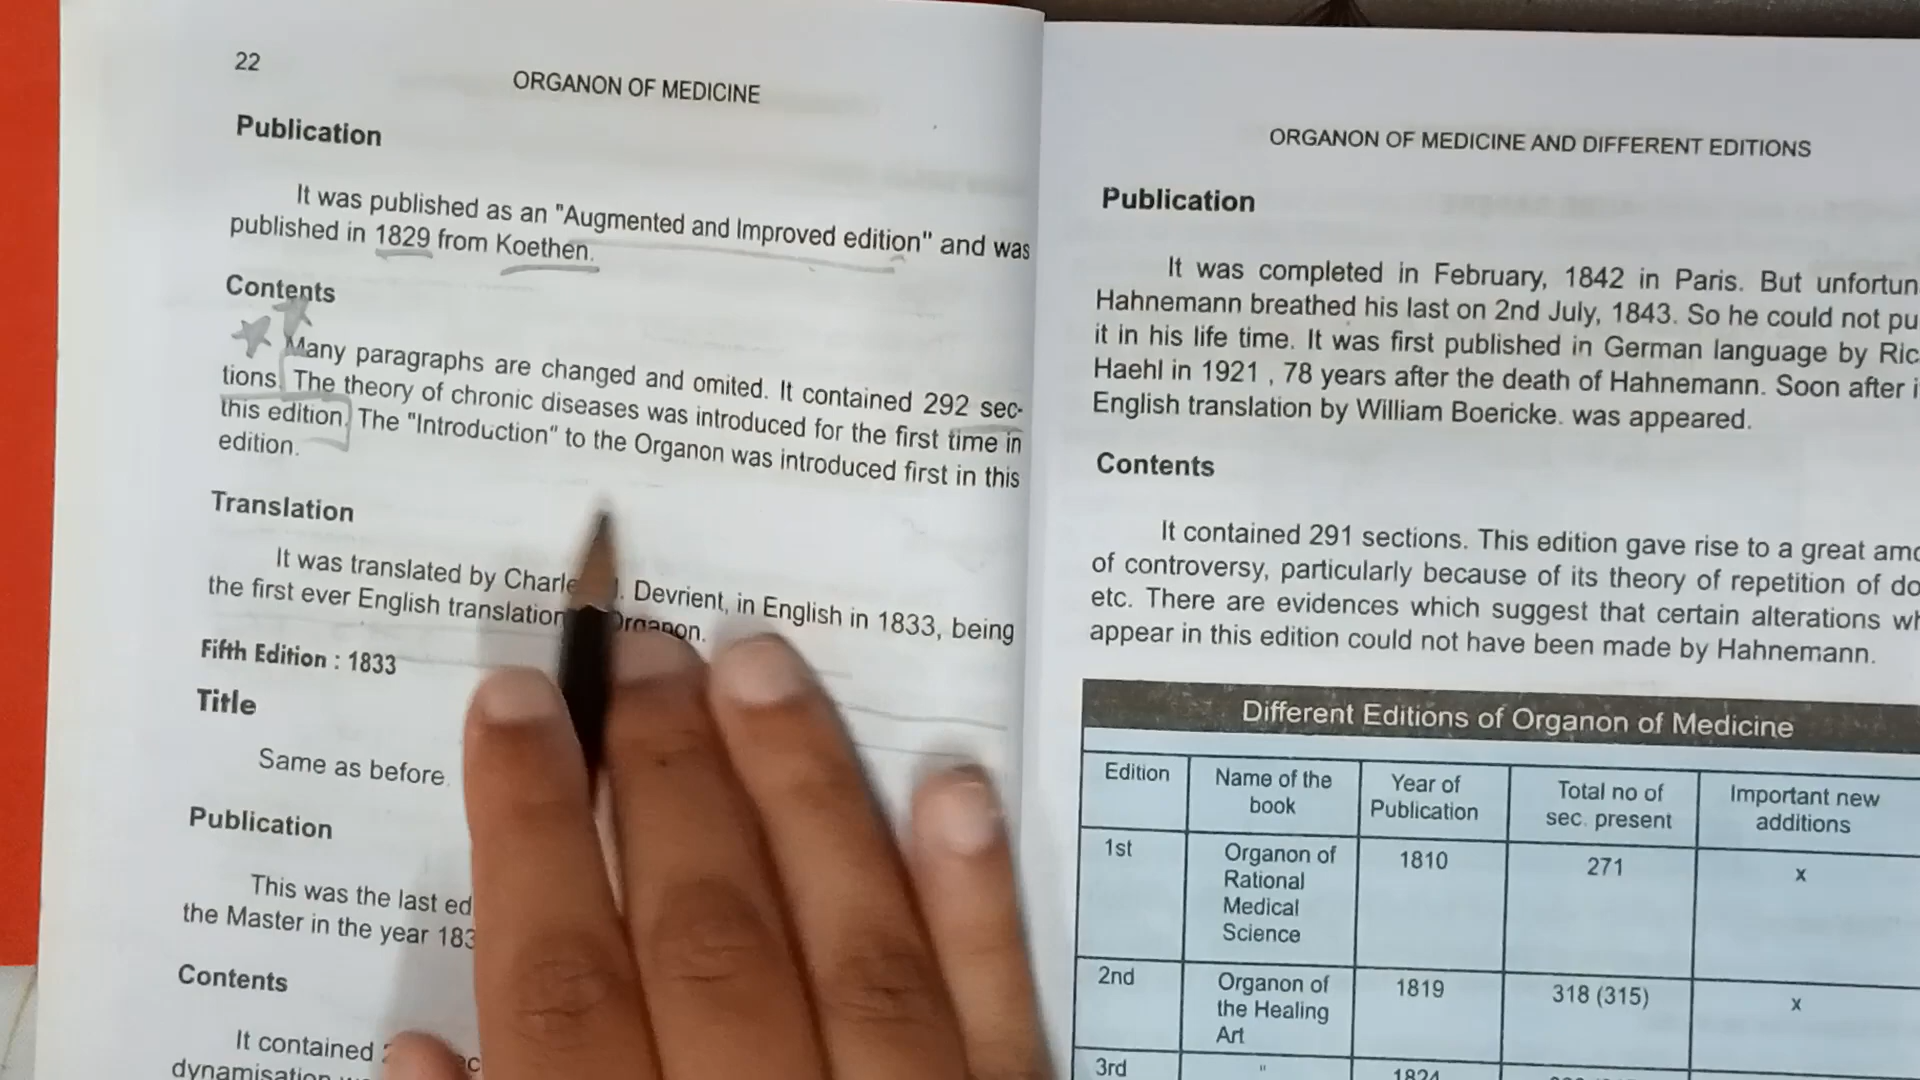 22
ORGANON OF MEDICINE
Publication
It was published as an "Augmented and Improved edition" and was
published in 1829 from Koethen.
Contents
Many paragraphs are changed and omited. It contained 292 sec-
tions. The theory of chronic diseases was introduced for the first time in
this edition. The "Introduction" to the Organon was introduced first in this
edition.
Translation
It was translated by Devrient, in English in 1833, being
the first ever English translation Organon.
Fifth Edition : 1833
Title
Same as before.
Publication
This was the last
the Master in the year
Contents
It contained
dynamisation
ORGANON OF MEDICINE AND DIFFERENT EDITIONS
Publication
It was completed in February, 1842 in Paris. But
Hahnemann breathed his last on 2nd July, 1843. So he could not
it in his life time. It was first published in German language by
Haehl in 1921 , 78 years after the death of Hahnemann. Soon after
English translation by William Boericke. was appeared.
Contents
It contained 291 sections. This edition gave rise to a great
of controversy, particularly because of its theory of repetition of
etc. There are evidences which suggest that certain alterations
appear in this edition could not have been made by Hahnemann.
Different Editions of Organon of Medicine
Edition Name of the book Year of Publication Total no of sec. present Important new additions
1st Organon of Rational Medical Science 1810 271 x
2nd Organon of the Healing Art 1819 318 (315) x
3rd " 1824